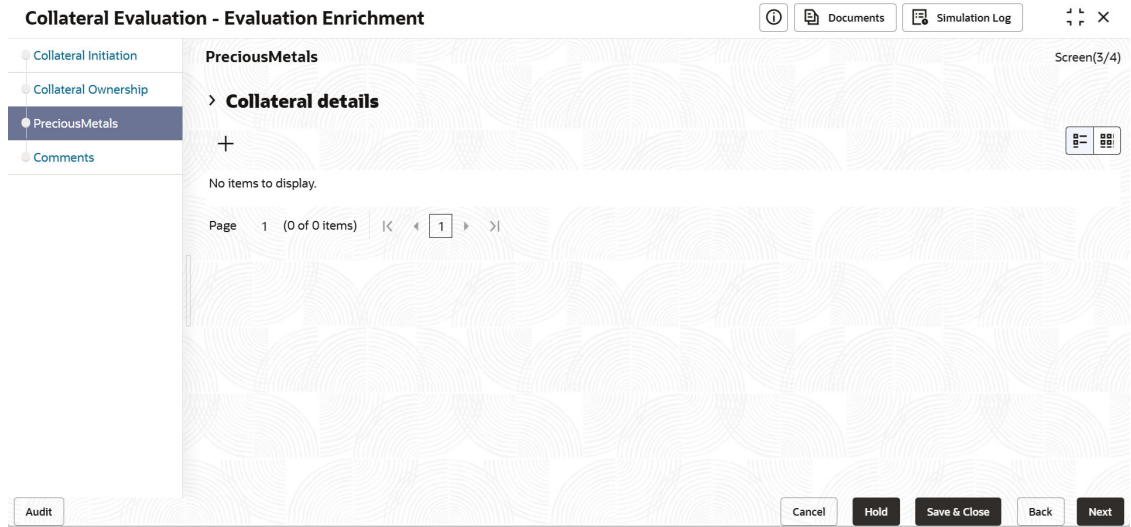 Collateral Evaluation - Evaluation Enrichment
Documents
Simulation Log
Collateral Initiation
Collateral Ownership
PreciousMetals
Comments
PreciousMetals
Screen(3/4)
Collateral details
No items to display.
Page 1 (0 of 0 items) 1
Audit
Cancel
Hold
Save & Close
Back
Next